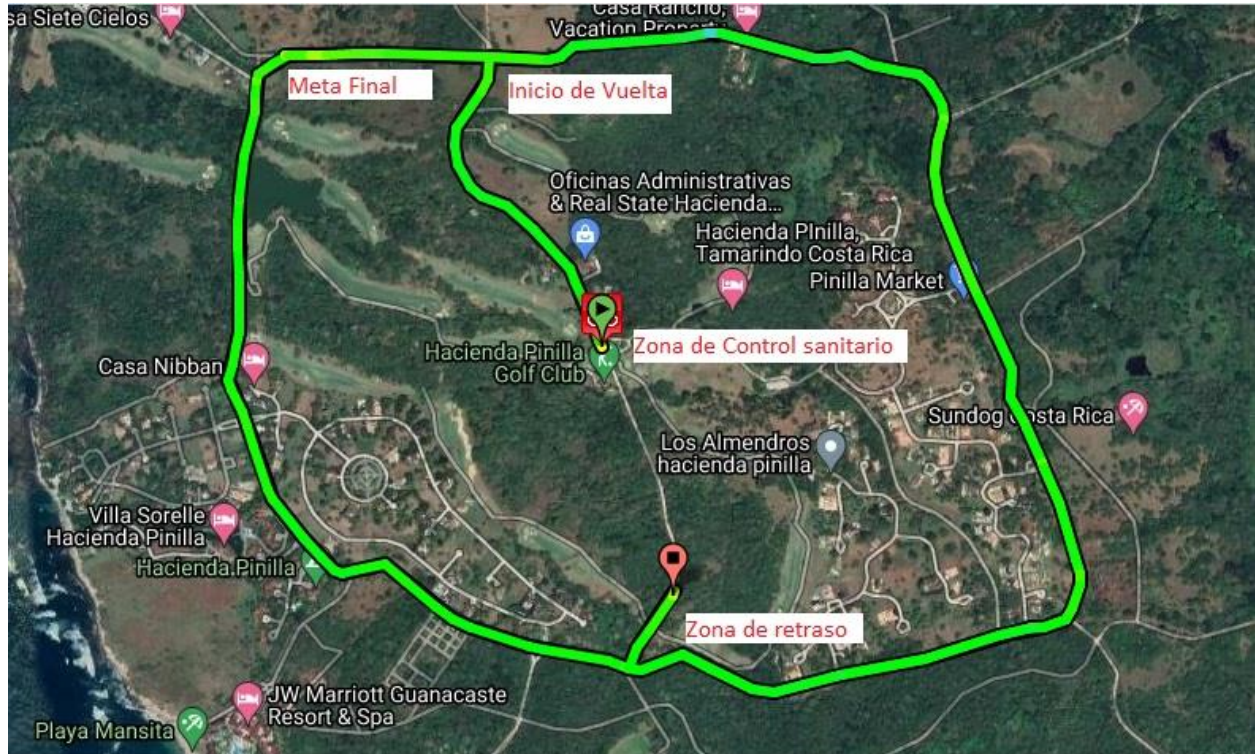 sa Siete Cielos
Casa Rancho,
Vacation Property
Meta Final
Inicio de Vuelta
Oficinas Administrativas
& Real State Hacienda...
Hacienda PInilla,
Tamarindo Costa Rica
Pinilla Market
Zona de Control sanitario
Hacienda Pinilla
Golf Club
Casa Nibban
Sundog Costa Rica
Los Almendros
hacienda pinilla
Villa Sorelle
Hacienda Pinilla
Hacienda Pinilla
Zona de retraso
JW Marriott Guanacaste
Resort & Spa
Playa Mansita